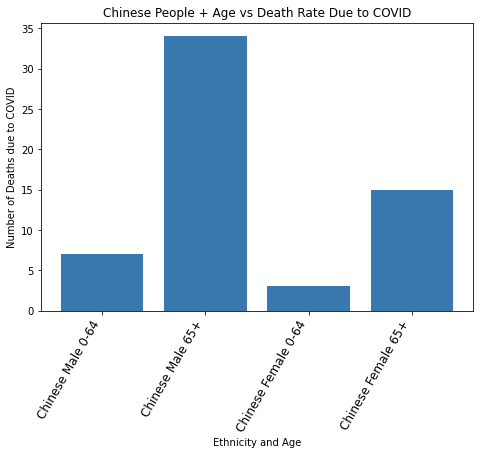 Chinese People + Age vs Death Rate Due to COVID
Number of Deaths due to COVID
35
30
25
20
15
10
5
0
Chinese Male 0-64
Chinese Male 65+
Chinese Female 0-64
Chinese Female 65+
Ethnicity and Age